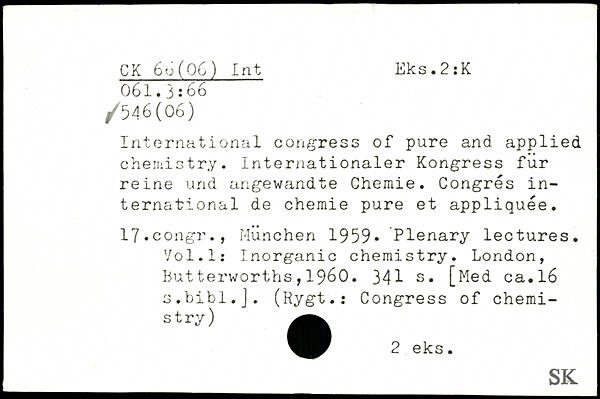 CK 66(06) Int Eks.2:K
061.3:66
✓546(06)
International congress of pure and applied
chemistry. Internationaler Kongress für
reine und angewandte Chemie. Congrés in-
ternational de chemie pure et appliquée.
17.congr., München 1959. Plenary lectures.
Vol.1: Inorganic chemistry. London,
Butterworths,1960. 341 s. [Med ca.16
s.bibl.]. (Rygt.: Congress of chemi-
stry)
2 eks.
SK